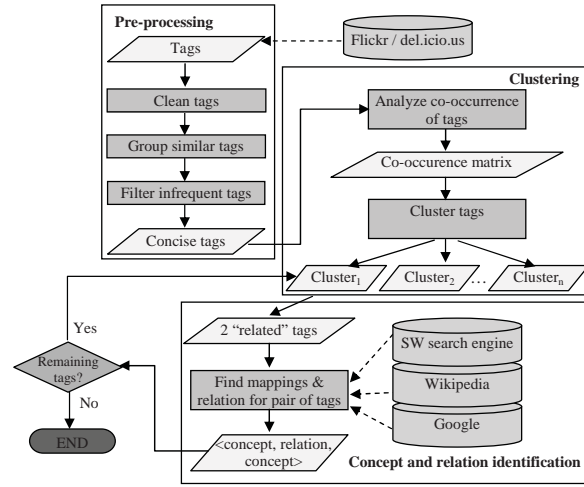 Pre-processing
Tags
Flickr / del.icio.us
Clean tags
Group similar tags
Filter infrequent tags
Concise tags
Clustering
Analyze co-occurrence
of tags
Co-occurence matrix
Cluster tags
Cluster1
Cluster2
…
Clustern
2 “related” tags
Find mappings &
relation for pair of tags
<concept, relation,
concept>
SW search engine
Wikipedia
Google
Concept and relation identification
Yes
Remaining
tags?
No
END